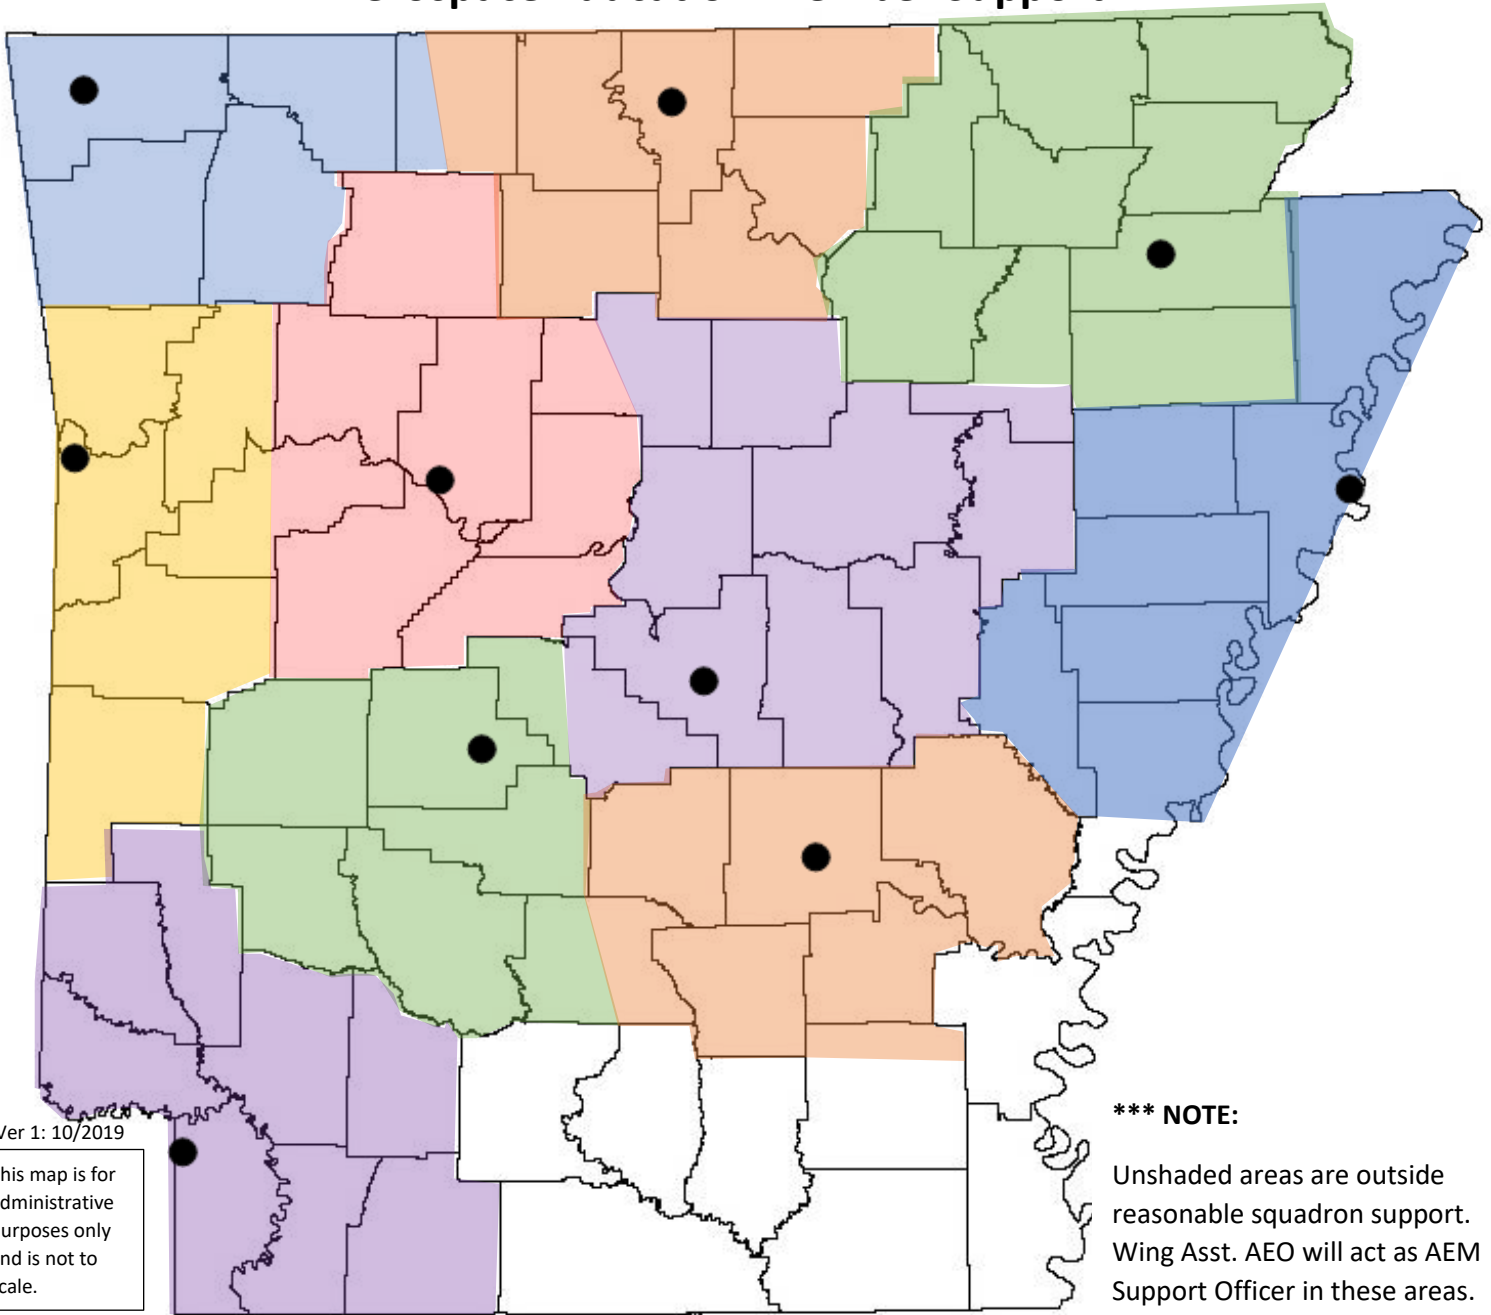 Ver 1: 10/2019
his map is for
dministrative
urposes only
nd is not to
cale.
*** NOTE:
Unshaded areas are outside
reasonable squadron support.
Wing Asst. AEO will act as AEM
Support Officer in these areas.